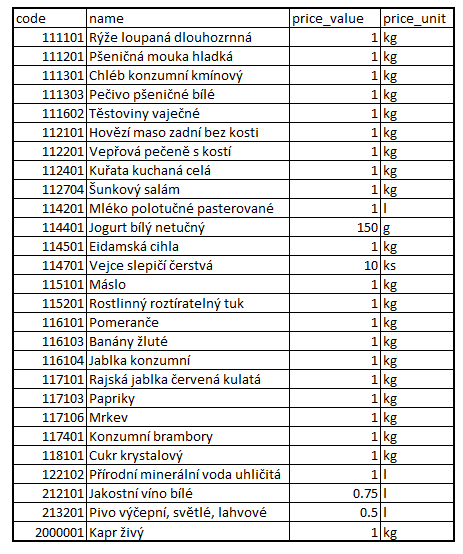 code name price_value price_unit
111101 Rýže loupaná dlouhozrnná 1 kg
111201 Pšeničná mouka hladká 1 kg
111301 Chléb konzumní kmínový 1 kg
111303 Pečivo pšeničné bílé 1 kg
111602 Těstoviny vaječné 1 kg
112101 Hovězí maso zadní bez kosti 1 kg
112201 Vepřová pečeně s kostí 1 kg
112401 Kuřata kuchaná celá 1 kg
112704 Šunkový salám 1 kg
114201 Mléko polotučné pasterované 1 l
114401 Jogurt bílý netučný 150 g
114501 Eidamská cihla 1 kg
114701 Vejce slepičí čerstvá 10 ks
115101 Máslo 1 kg
115201 Rostlinný roztíratelný tuk 1 kg
116101 Pomeranče 1 kg
116103 Banány žluté 1 kg
116104 Jablka konzumní 1 kg
117101 Rajská jablka červená kulatá 1 kg
117103 Papriky 1 kg
117106 Mrkev 1 kg
117401 Konzumní brambory 1 kg
118101 Cukr krystalový 1 kg
122102 Přírodní minerální voda uhličitá 1 l
212101 Jakostní víno bílé 0.75 l
213201 Pivo výčepní, světlé, lahvové 0.5 l
2000001 Kapr živý 1 kg